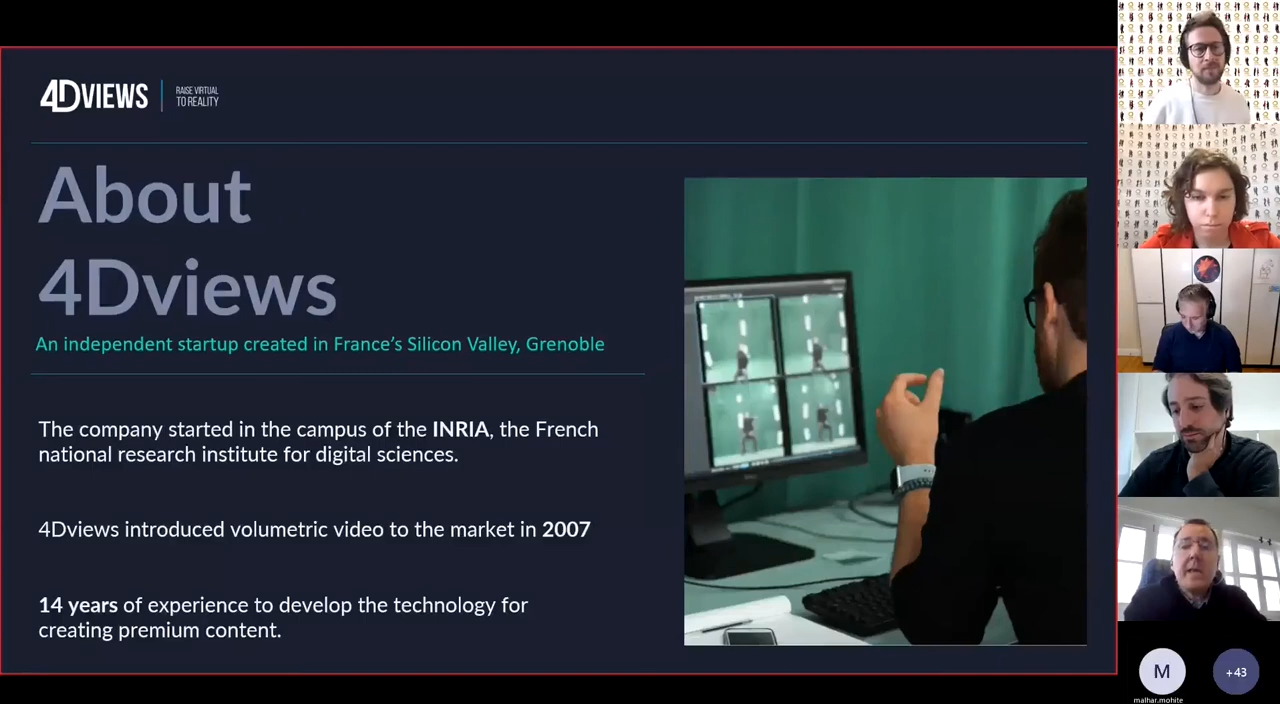 4DVIEWS
RAISE VIRTUAL
TO REALITY
About
4Dviews
An independent startup created in France’s Silicon Valley, Grenoble
The company started in the campus of the INRIA, the French
national research institute for digital sciences.
4Dviews introduced volumetric video to the market in 2007
14 years of experience to develop the technology for
creating premium content.
M
+43
malhar.mohite